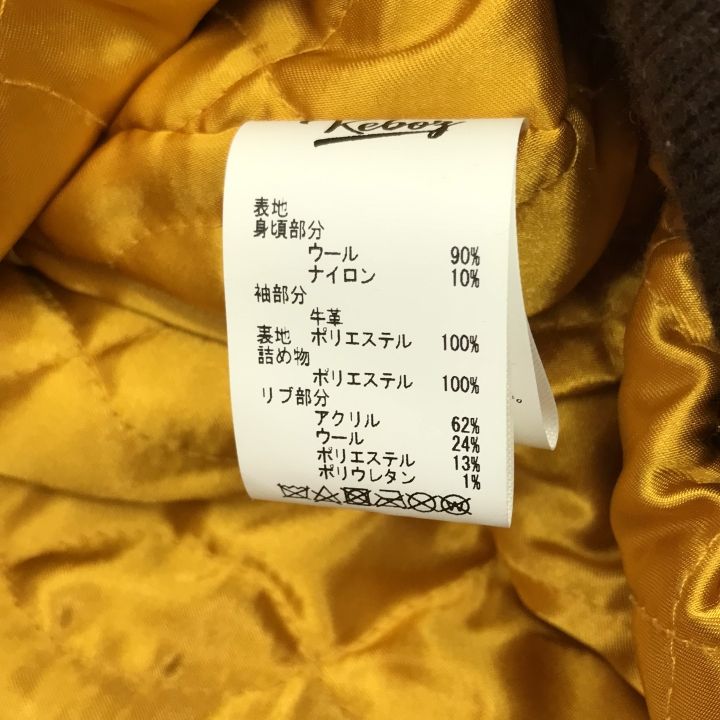 Keboz
表地
身頃部分
ウール 90%
ナイロン 10%
袖部分
牛革
裏地 ポリエステル 100%
詰め物
ポリエステル 100%
リブ部分
アクリル 62%
ウール 24%
ポリエステル 13%
ポリウレタン 1%